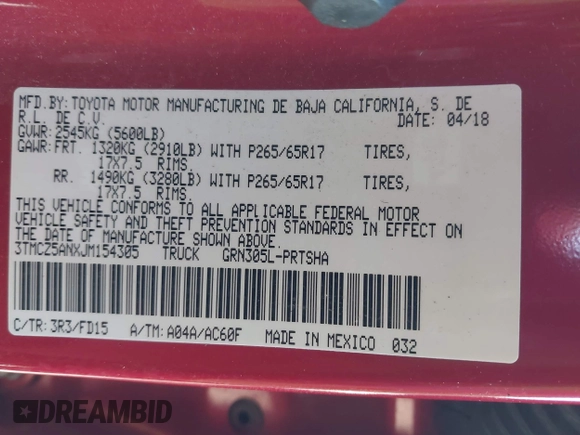 MFD.BY: TOYOTA MOTOR MANUFACTURING DE BAJA CALIFORNIA, S. DE
R.L. DE C.V. DATE: 04/18
GVWR: 2545KG (5600LB)
GAWR: FRT. 1320KG (2910LB) WITH P265/65R17 TIRES,
17X7.5 RIMS.
RR. 1490KG (3280LB) WITH P265/65R17 TIRES,
17X7.5 RIMS.
THIS VEHICLE CONFORMS TO ALL APPLICABLE FEDERAL MOTOR
VEHICLE SAFETY AND THEFT PREVENTION STANDARDS IN EFFECT ON
THE DATE OF MANUFACTURE SHOWN ABOVE.
3TMCZ5ANXJM154305 TRUCK GRN305L-PRTSHA
C/TR: 3R3/FD15 A/TM: A04A/AC60F MADE IN MEXICO 032
DREAMBID